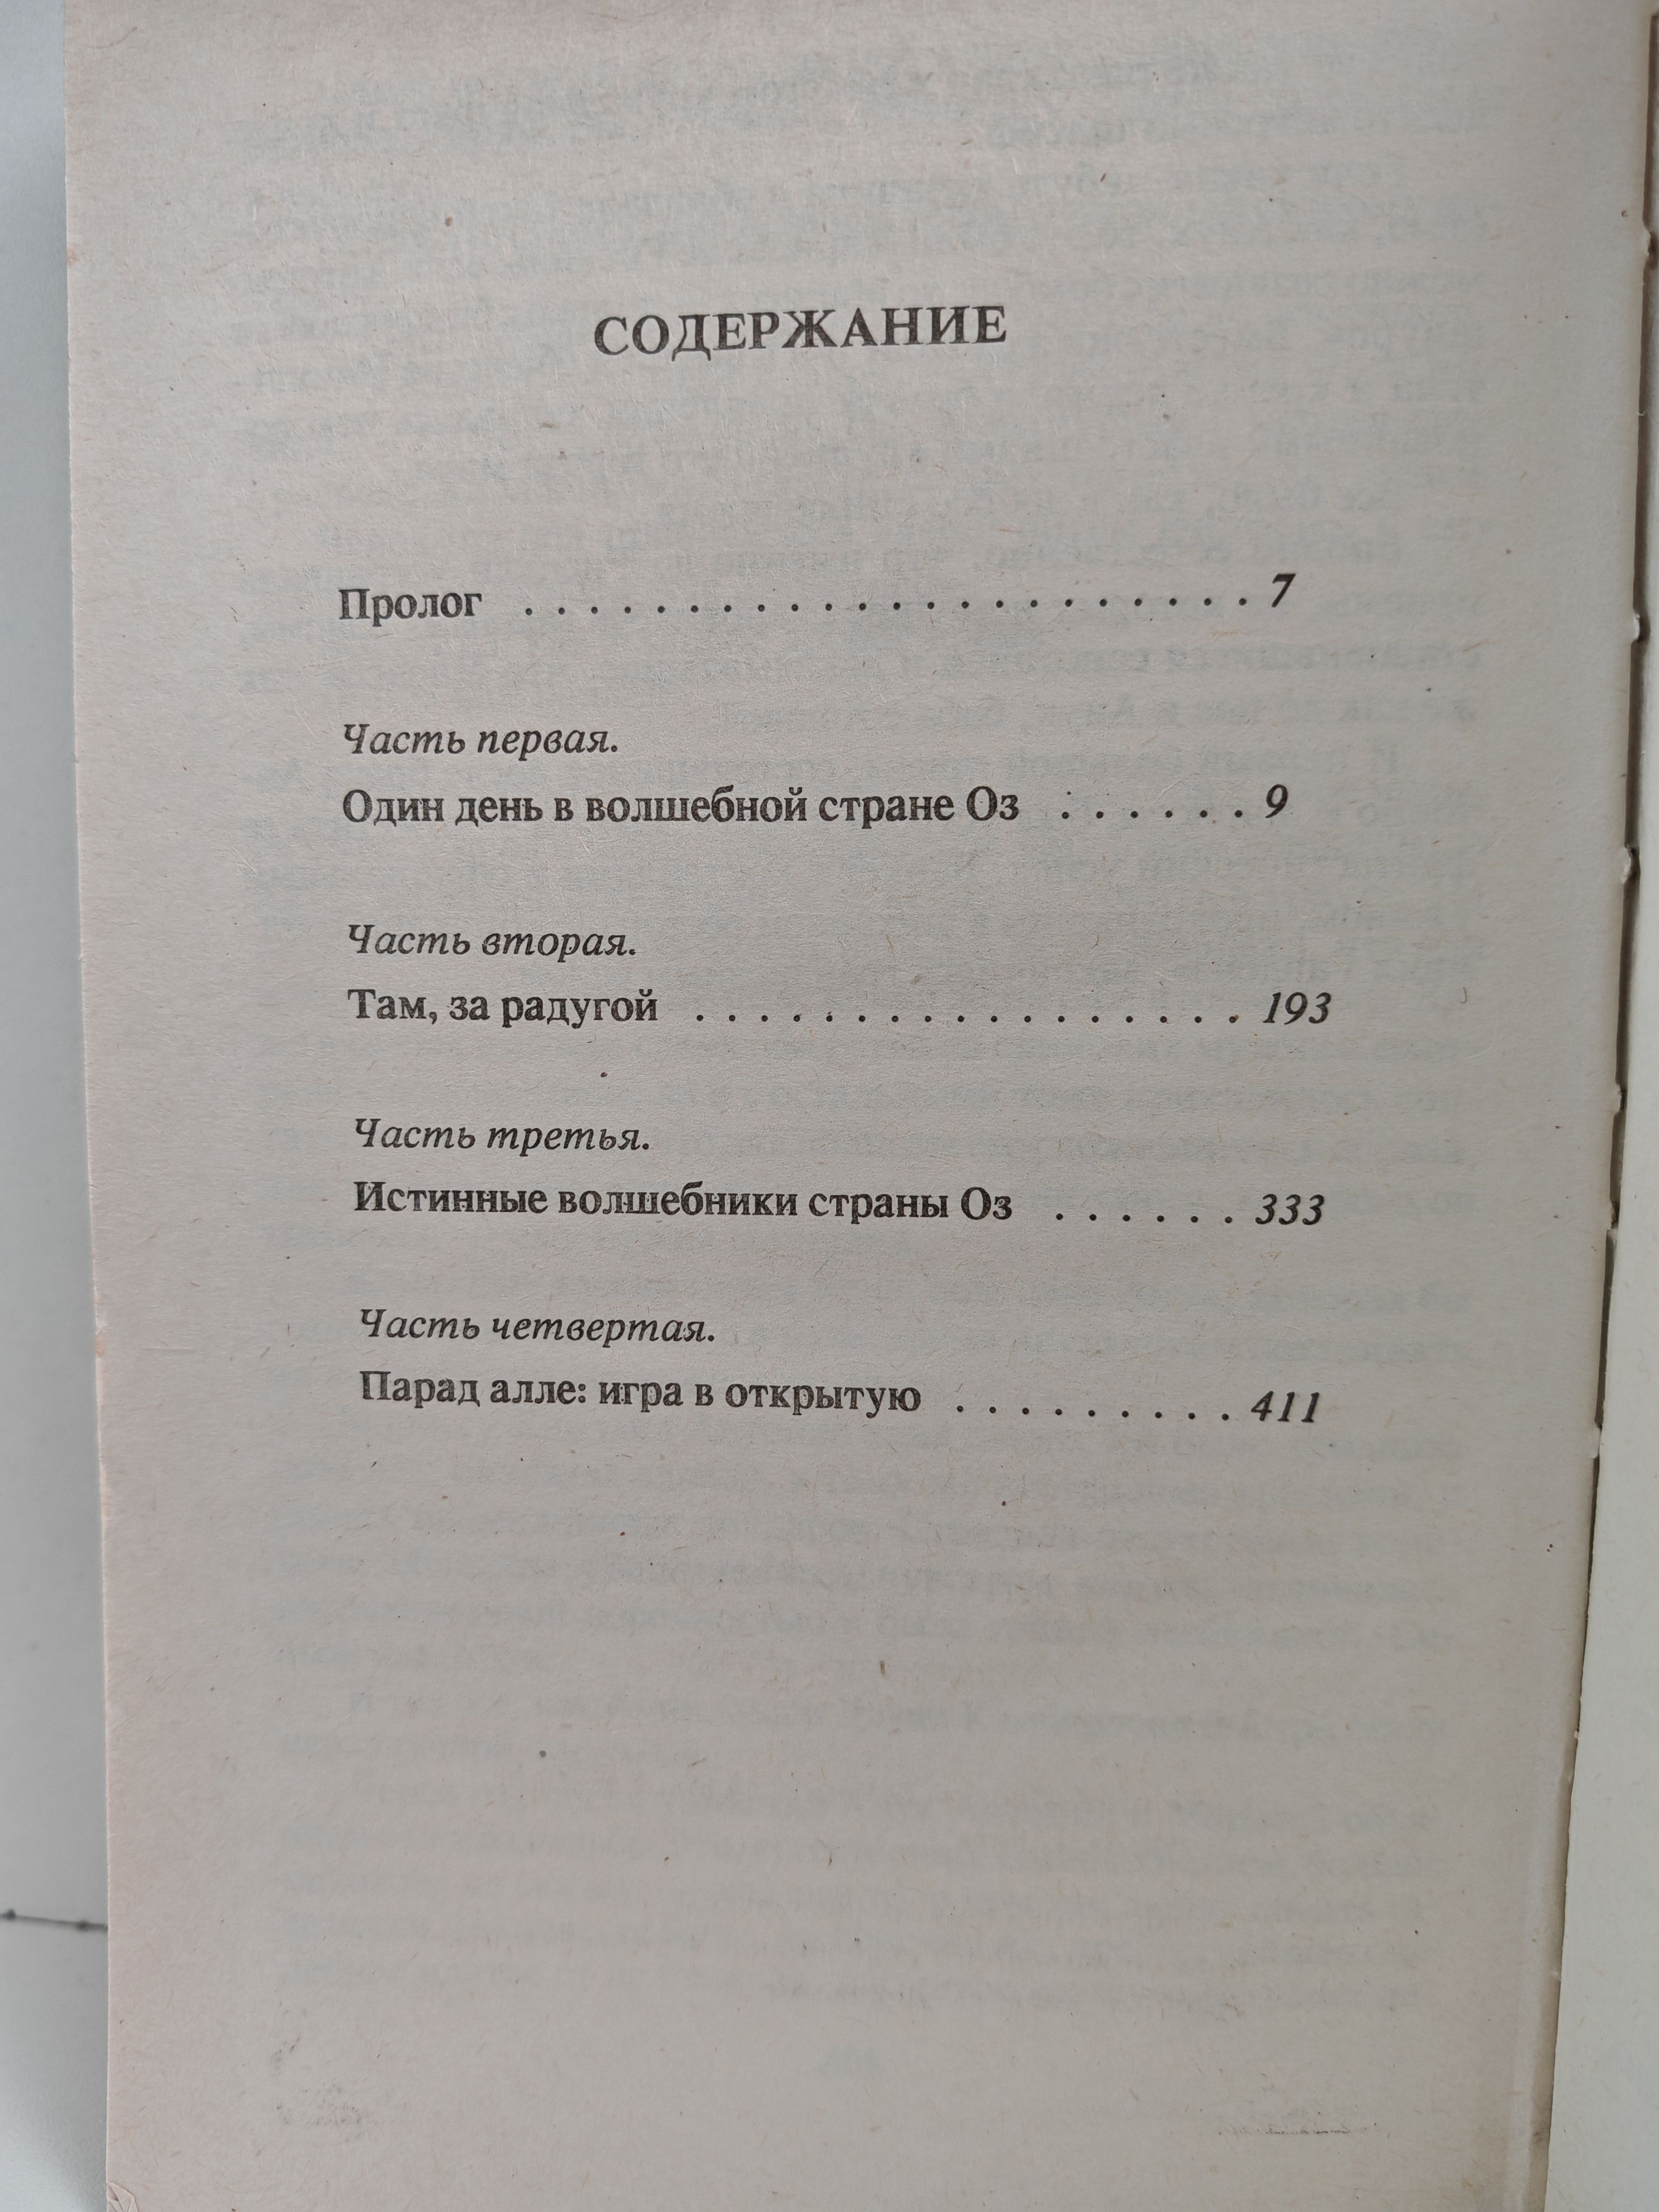 СОДЕРЖАНИЕ
Пролог . . . . . . . . . . . . . . . . . . . . . . . 7
Часть первая.
Один день в волшебной стране Оз . . . . . . 9
Часть вторая.
Там, за радугой . . . . . . . . . . . . . . . . . 193
Часть третья.
Истинные волшебники страны Оз . . . . . . 333
Часть четвертая.
Парад алле: игра в открытую . . . . . . . . . 411